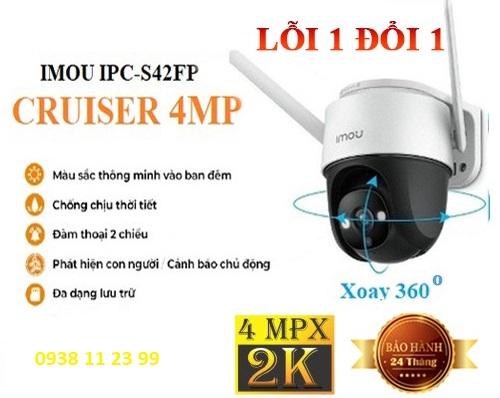 LỖI 1 ĐỔI 1
IMOU IPC-S42FP
CRUISER 4MP
imou
Màu sắc thông minh vào ban đêm
Chống chịu thời tiết
Đàm thoại 2 chiều
Phát hiện con người / Cảnh báo chủ động
Đa dạng lưu trữ
Xoay 360⁰
0938 11 23 99
4 MPX
2K
BẢO HÀNH
24 Tháng